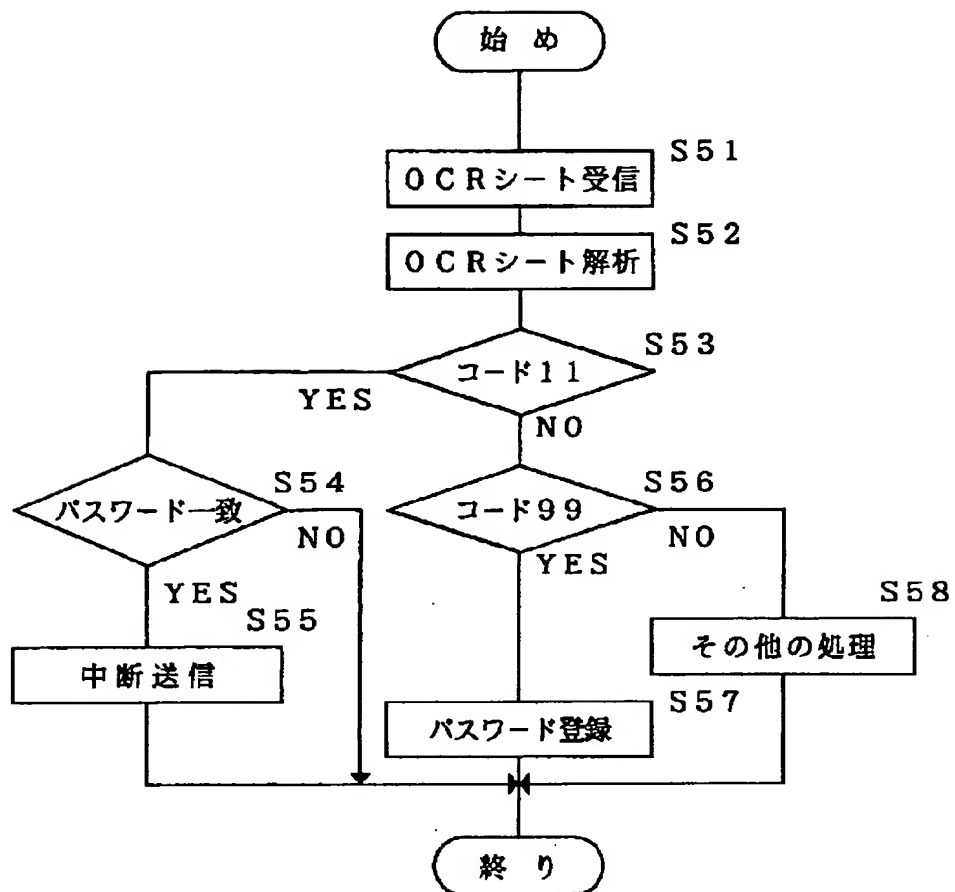 始め
S51
OCRシート受信
S52
OCRシート解析
S53
コード11
YES
NO
S54
パスワード一致
NO
S56
コード99
NO
YES
YES
S55
中断送信
S58
その他の処理
S57
パスワード登録
終り